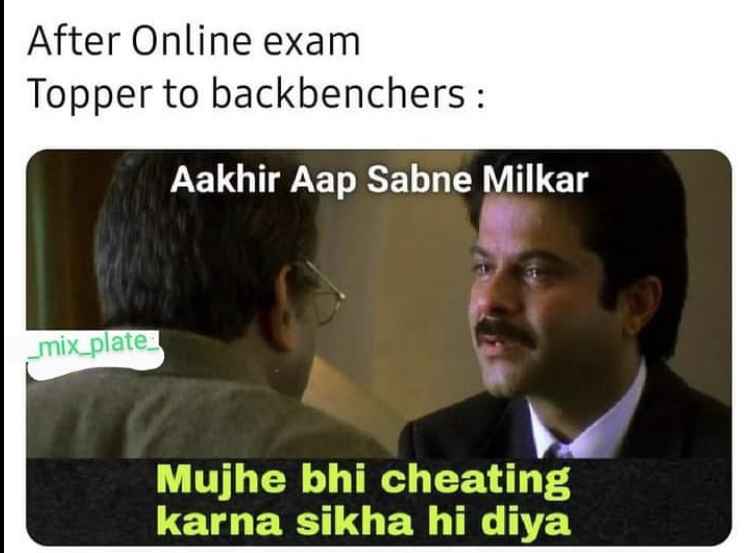 After Online exam
Topper to backbenchers :
Aakhir Aap Sabne Milkar
_mix_plate_
Mujhe bhi cheating
karna sikha hi diya